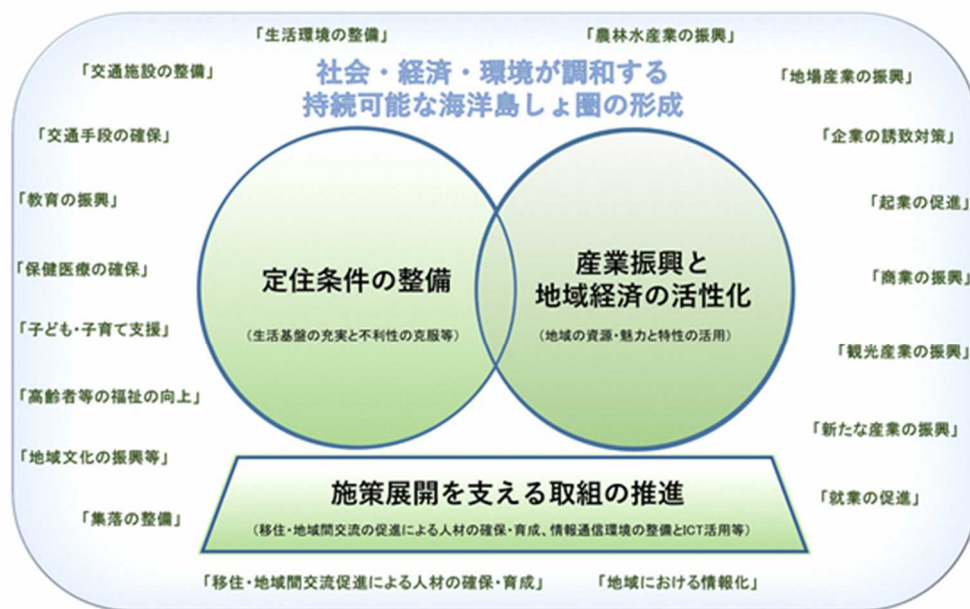 「生活環境の整備」
「農林水産業の振興」
「交通施設の整備」
社会・経済・環境が調和する
持続可能な海洋島しょ圏の形成
「地場産業の振興」
「交通手段の確保」
「企業の誘致対策」
「教育の振興」
「起業の促進」
「保健医療の確保」
定住条件の整備
(生活基盤の充実と不利性の克服等)
産業振興と
地域経済の活性化
(地域の資源・魅力と特性の活用)
「商業の振興」
「子ども・子育て支援」
「観光産業の振興」
「高齢者等の福祉の向上」
「新たな産業の振興」
「地域文化の振興等」
「就業の促進」
「集落の整備」
施策展開を支える取組の推進
(移住・地域間交流の促進による人材の確保・育成、情報通信環境の整備とICT活用等)
「移住・地域間交流促進による人材の確保・育成」
「地域における情報化」